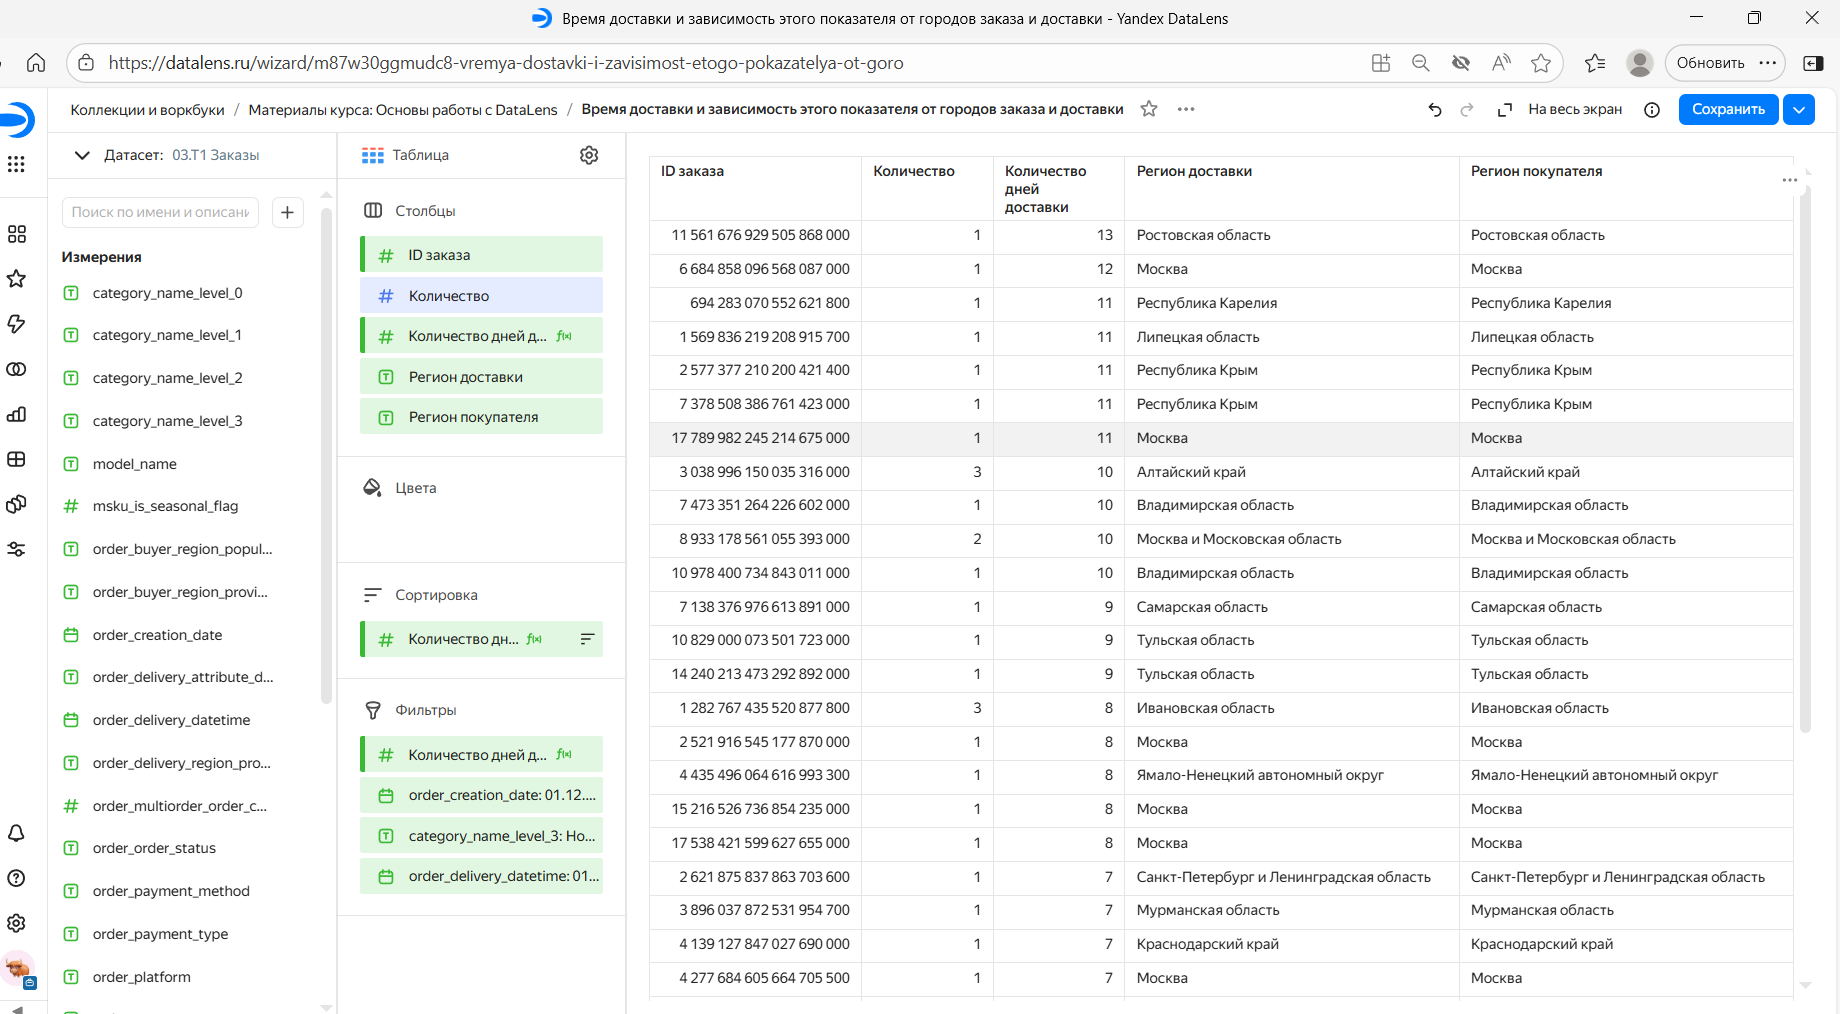 Время доставки и зависимость этого показателя от городов заказа и доставки - Yandex DataLens
https://datalens.ru/wizard/m87w30ggmudc8-vremya-dostavki-i-zavisimost-etogo-pokazatelya-ot-goro
Обновить
Коллекции и воркбуки / Материалы курса: Основы работы с DataLens / Время доставки и зависимость этого показателя от городов заказа и доставки
На весь экран
Сохранить
Датасет: 03.T1 Заказы
Поиск по имени и описани
Измерения
category_name_level_0
category_name_level_1
category_name_level_2
category_name_level_3
model_name
msku_is_seasonal_flag
order_buyer_region_popul...
order_buyer_region_provi...
order_creation_date
order_delivery_attribute_d...
order_delivery_datetime
order_delivery_region_pro...
order_multiorder_order_c...
order_order_status
order_payment_method
order_payment_type
order_platform
Таблица
Столбцы
ID заказа
Количество
Количество дней д... f(x)
Регион доставки
Регион покупателя
Цвета
Сортировка
Количество дн... f(x)
Фильтры
Количество дней д... f(x)
order_creation_date: 01.12....
category_name_level_3: Но...
order_delivery_datetime: 01...
ID заказа Количество Количество дней доставки Регион доставки Регион покупателя
11 561 676 929 505 868 000 1 13 Ростовская область Ростовская область
6 684 858 096 568 087 000 1 12 Москва Москва
694 283 070 552 621 800 1 11 Республика Карелия Республика Карелия
1 569 836 219 208 915 700 1 11 Липецкая область Липецкая область
2 577 377 210 200 421 400 1 11 Республика Крым Республика Крым
7 378 508 386 761 423 000 1 11 Республика Крым Республика Крым
17 789 982 245 214 675 000 1 11 Москва Москва
3 038 996 150 035 316 000 3 10 Алтайский край Алтайский край
7 473 351 264 226 602 000 1 10 Владимирская область Владимирская область
8 933 178 561 055 393 000 2 10 Москва и Московская область Москва и Московская область
10 978 400 734 843 011 000 1 10 Владимирская область Владимирская область
7 138 376 976 613 891 000 1 9 Самарская область Самарская область
10 829 000 073 501 723 000 1 9 Тульская область Тульская область
14 240 213 473 292 892 000 1 9 Тульская область Тульская область
1 282 767 435 520 877 800 3 8 Ивановская область Ивановская область
2 521 916 545 177 870 000 1 8 Москва Москва
4 435 496 064 616 993 300 1 8 Ямало-Ненецкий автономный округ Ямало-Ненецкий автономный округ
15 216 526 736 854 235 000 1 8 Москва Москва
17 538 421 599 627 655 000 1 8 Москва Москва
2 621 875 837 863 703 600 1 7 Санкт-Петербург и Ленинградская область Санкт-Петербург и Ленинградская область
3 896 037 872 531 954 700 1 7 Мурманская область Мурманская область
4 139 127 847 027 690 000 1 7 Краснодарский край Краснодарский край
4 277 684 605 664 705 500 1 7 Москва Москва